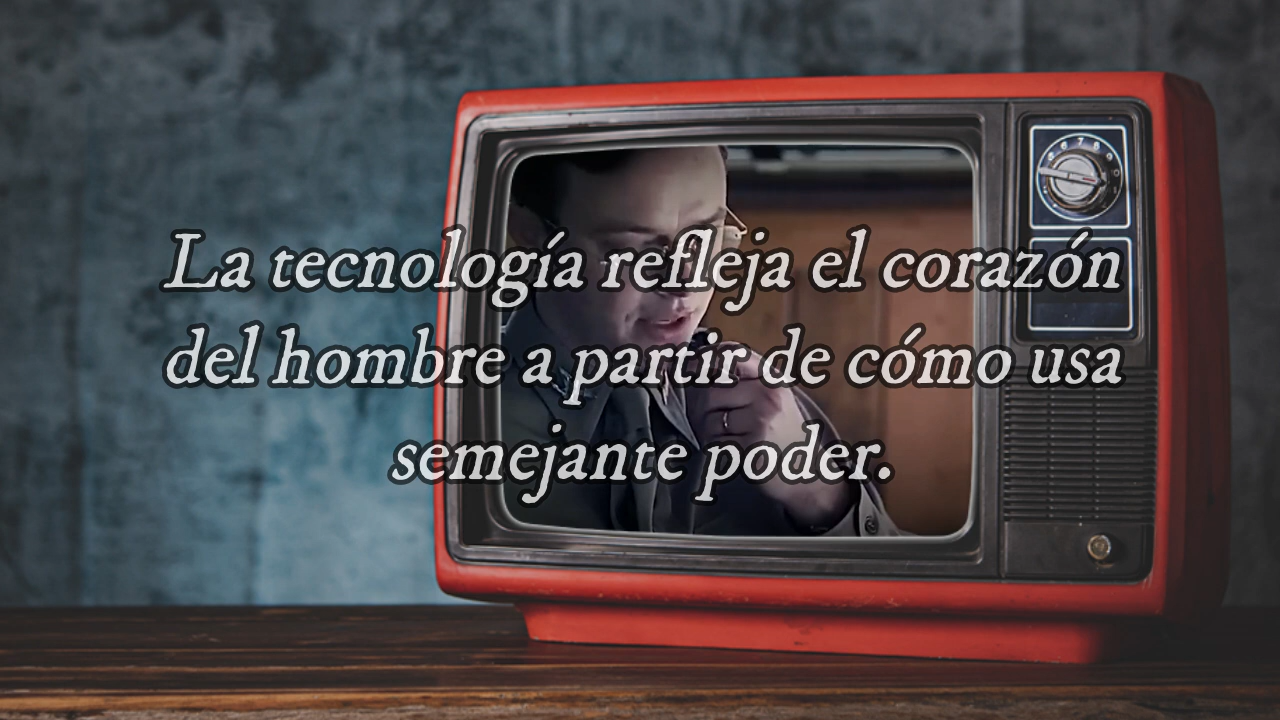 La tecnología refleja el corazón
del hombre a partir de cómo usa
semejante poder.